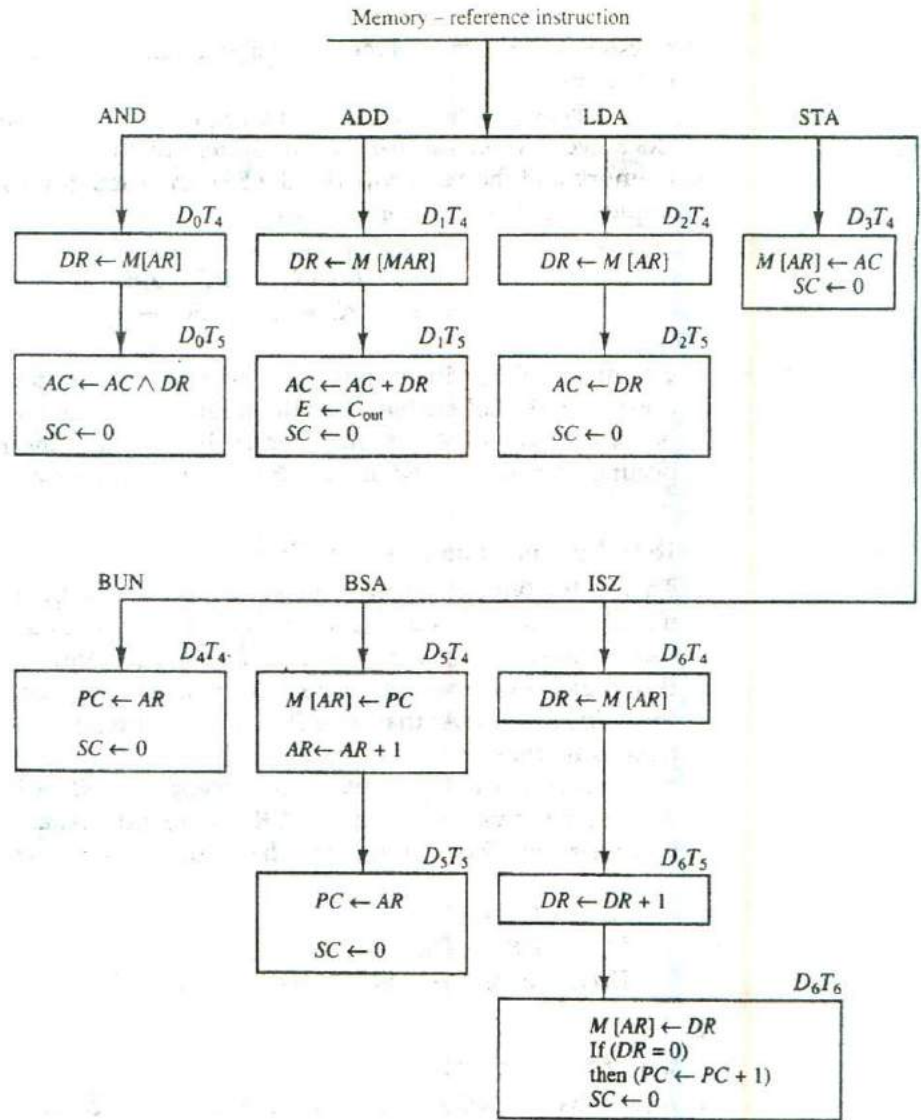 Memory – reference instruction
AND ADD LDA STA
D₀T₄ D₁T₄ D₂T₄ D₃T₄
DR ← M[AR] DR ← M [MAR] DR ← M [AR] M [AR] ← AC
SC ← 0
D₀T₅ D₁T₅ D₂T₅
AC ← AC ∧ DR AC ← AC + DR AC ← DR
E ← Cout
SC ← 0 SC ← 0 SC ← 0
BUN BSA ISZ
D₄T₄ D₅T₄ D₆T₄
PC ← AR M [AR] ← PC DR ← M [AR]
SC ← 0 AR ← AR + 1
D₅T₅ D₆T₅
PC ← AR DR ← DR + 1
SC ← 0
D₆T₆
M [AR] ← DR
If (DR = 0)
then (PC ← PC + 1)
SC ← 0